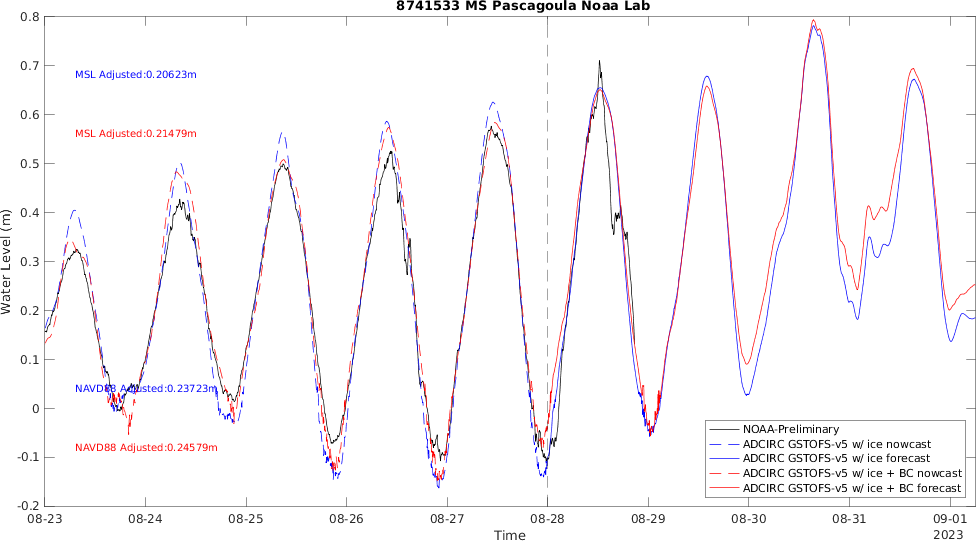 8741533 MS Pascagoula Noaa Lab
0.8
0.7
0.6
0.5
0.4
0.3
0.2
0.1
0
-0.1
-0.2
Water Level (m)
MSL Adjusted:0.20623m
MSL Adjusted:0.21479m
NAVD88 Adjusted:0.23723m
NAVD88 Adjusted:0.24579m
NOAA-Preliminary
ADCIRC GSTOFS-v5 w/ ice nowcast
ADCIRC GSTOFS-v5 w/ ice forecast
ADCIRC GSTOFS-v5 w/ice + BC nowcast
ADCIRC GSTOFS-v5 w/ice + BC forecast
08-23 08-24 08-25 08-26 08-27 08-28 08-29 08-30 08-31 09-01
Time 2023